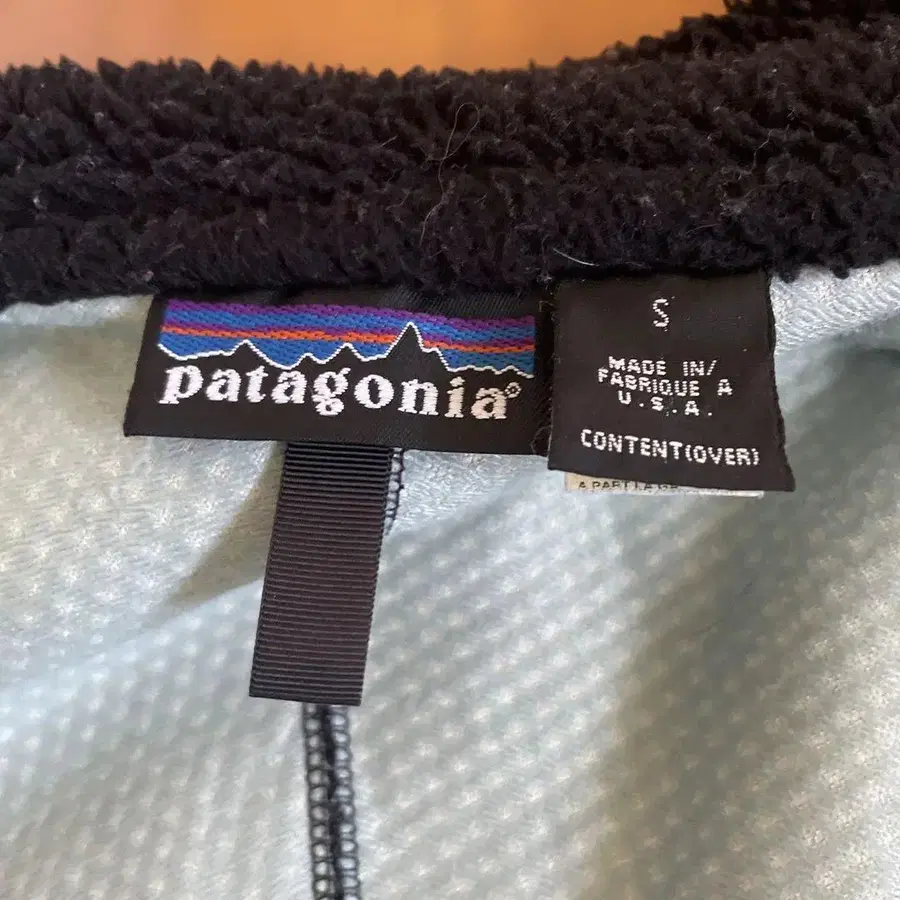 patagonia®
S
MADE IN/
FABRIQUE A
U.S.A.
CONTENT(OVER)